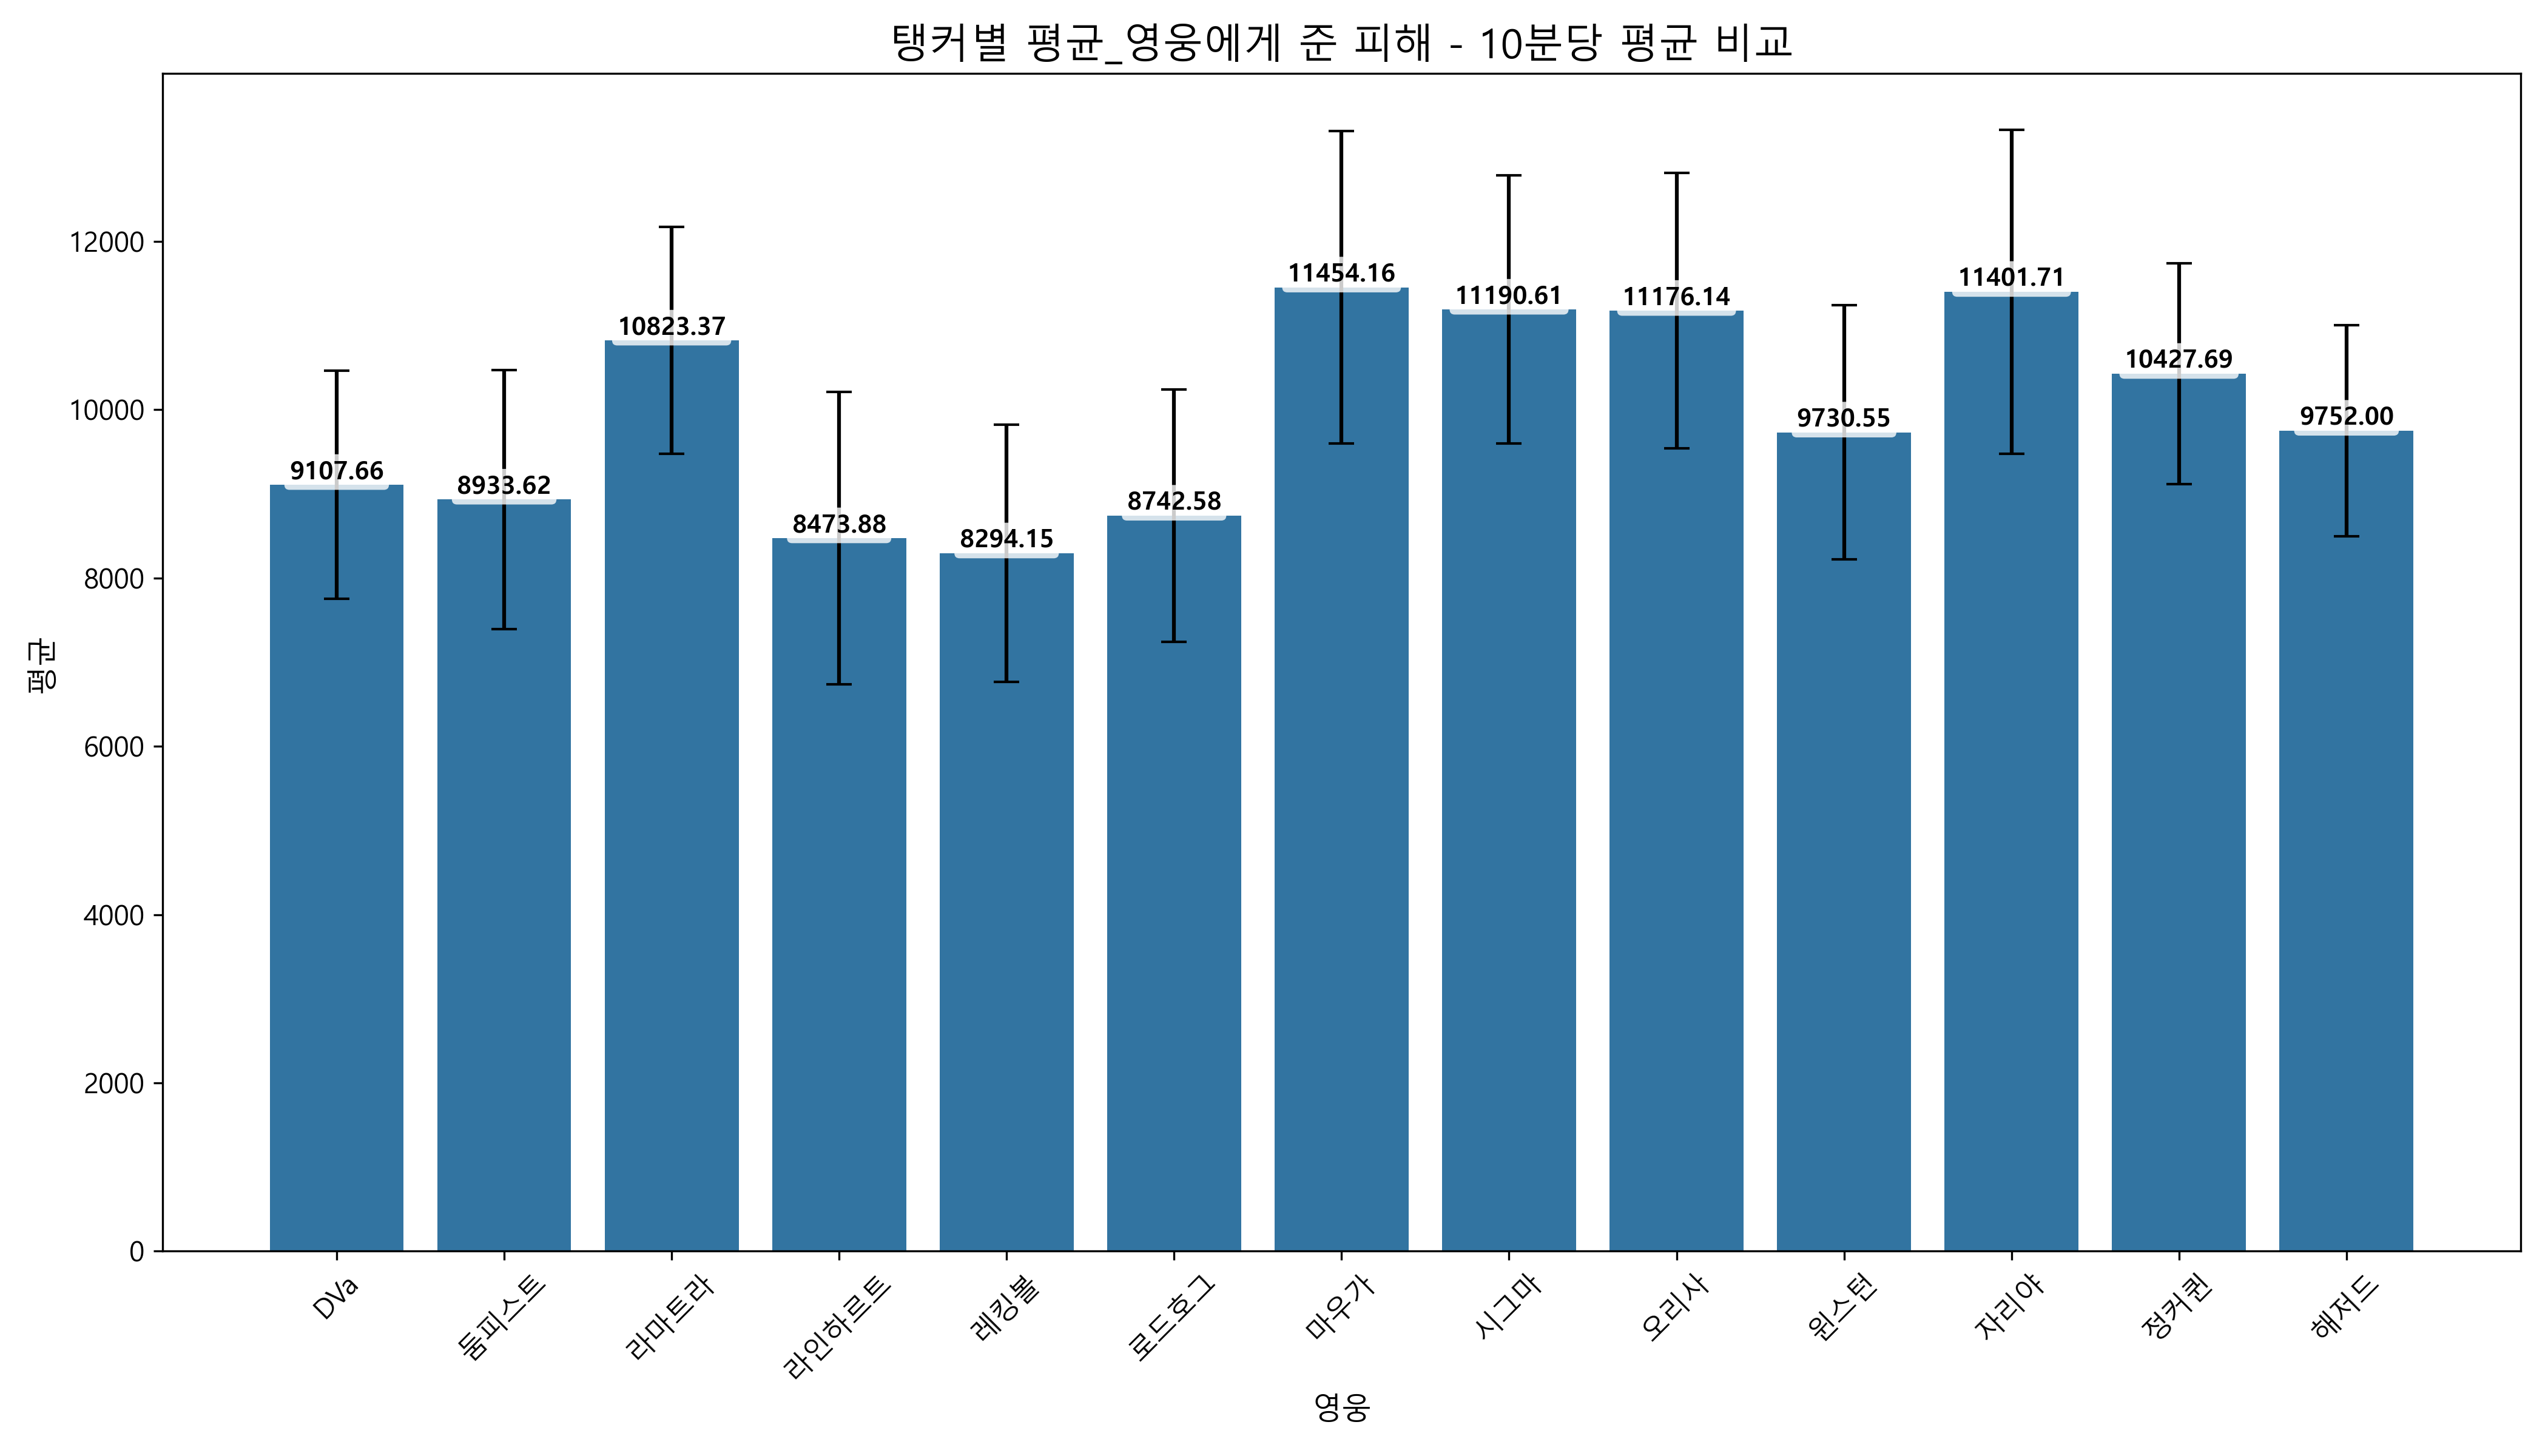 탱커별 평균_영웅에게 준 피해 - 10분당 평균 비교
평균
12000
10000
8000
6000
4000
2000
0
9107.66
8933.62
10823.37
8473.88
8294.15
8742.58
11454.16
11190.61
11176.14
9730.55
11401.71
10427.69
9752.00
DVa
둠피스트
라마트라
라인하르트
레킹볼
로드호그
마우가
시그마
오리사
윈스턴
자리야
정커퀸
해저드
영웅